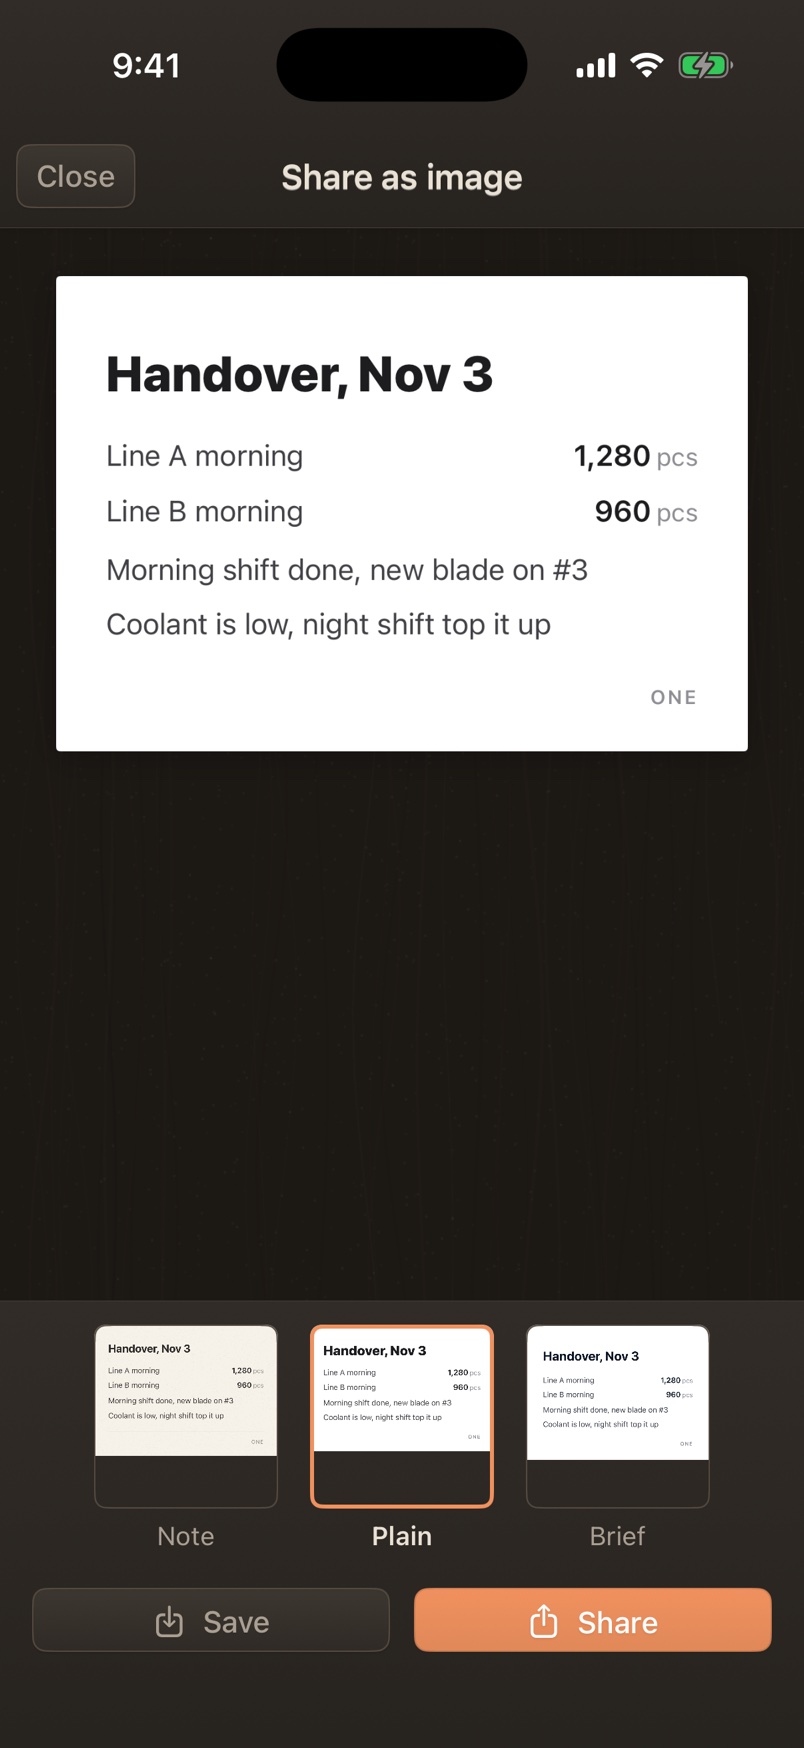 9:41
Close
Share as image
Handover, Nov 3
Line A morning 1,280 pcs
Line B morning 960 pcs
Morning shift done, new blade on #3
Coolant is low, night shift top it up
ONE
Handover, Nov 3
Line A morning 1,280 pcs
Line B morning 960 pcs
Morning shift done, new blade on #3
Coolant is low, night shift top it up
ONE
Note
Handover, Nov 3
Line A morning 1,280 pcs
Line B morning 960 pcs
Morning shift done, new blade on #3
Coolant is low, night shift top it up
ONE
Plain
Handover, Nov 3
Line A morning 1,280 pcs
Line B morning 960 pcs
Morning shift done, new blade on #3
Coolant is low, night shift top it up
ONE
Brief
Save
Share